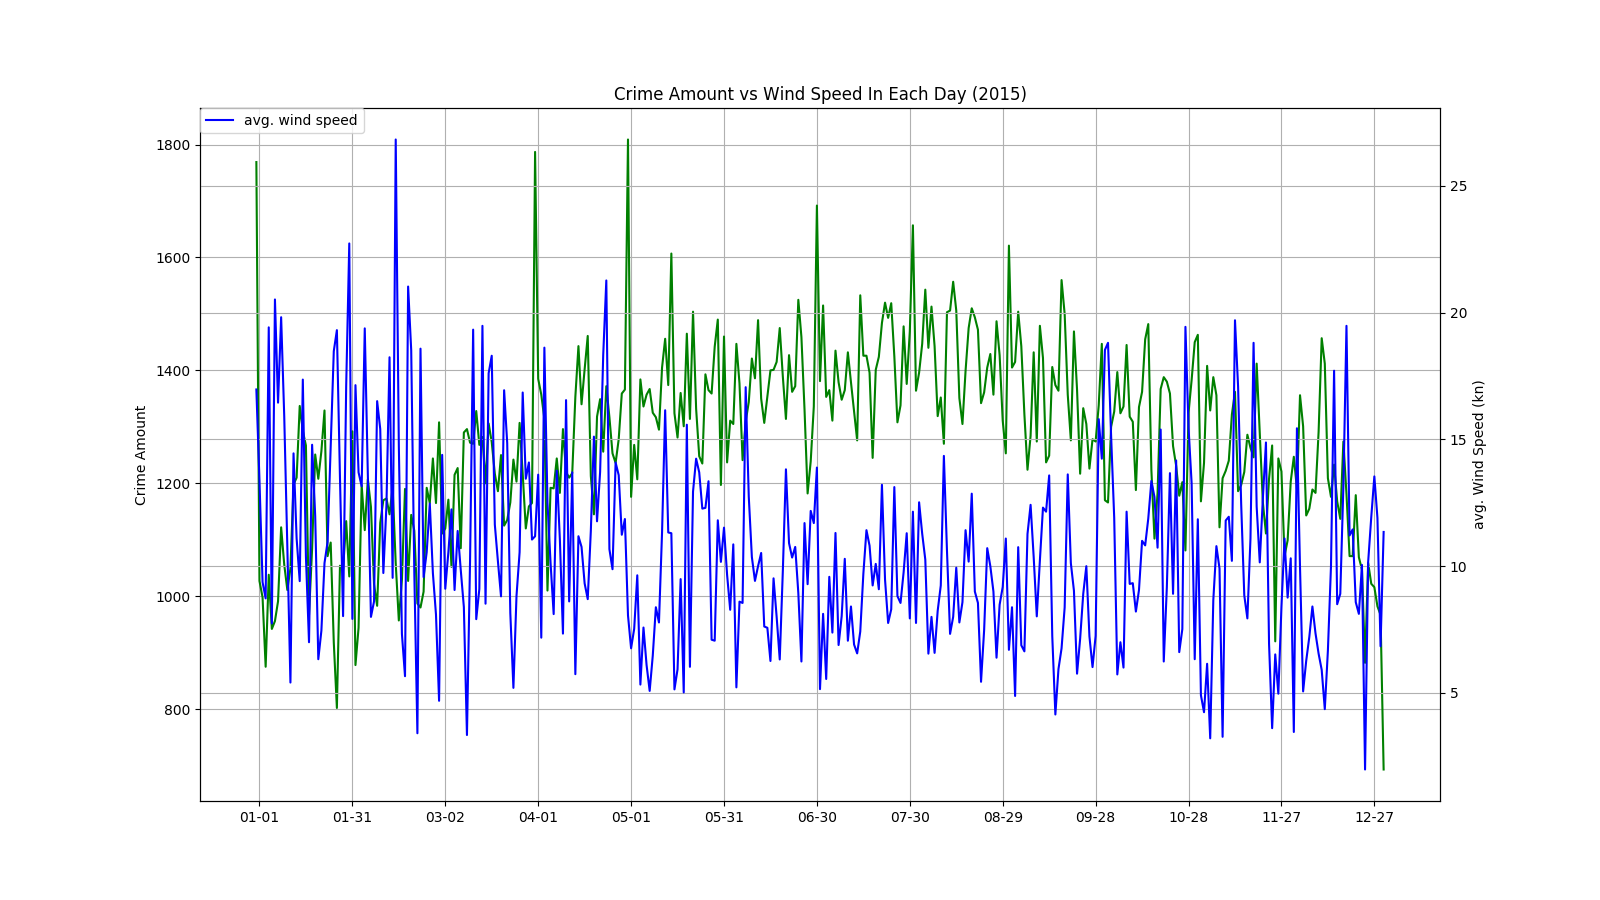 Crime Amount vs Wind Speed In Each Day (2015)
avg. wind speed
1800
1600
1400
1200
1000
800
Crime Amount
25
20
15
10
5
avg. Wind Speed (kn)
01-01 01-31 03-02 04-01 05-01 05-31 06-30 07-30 08-29 09-28 10-28 11-27 12-27